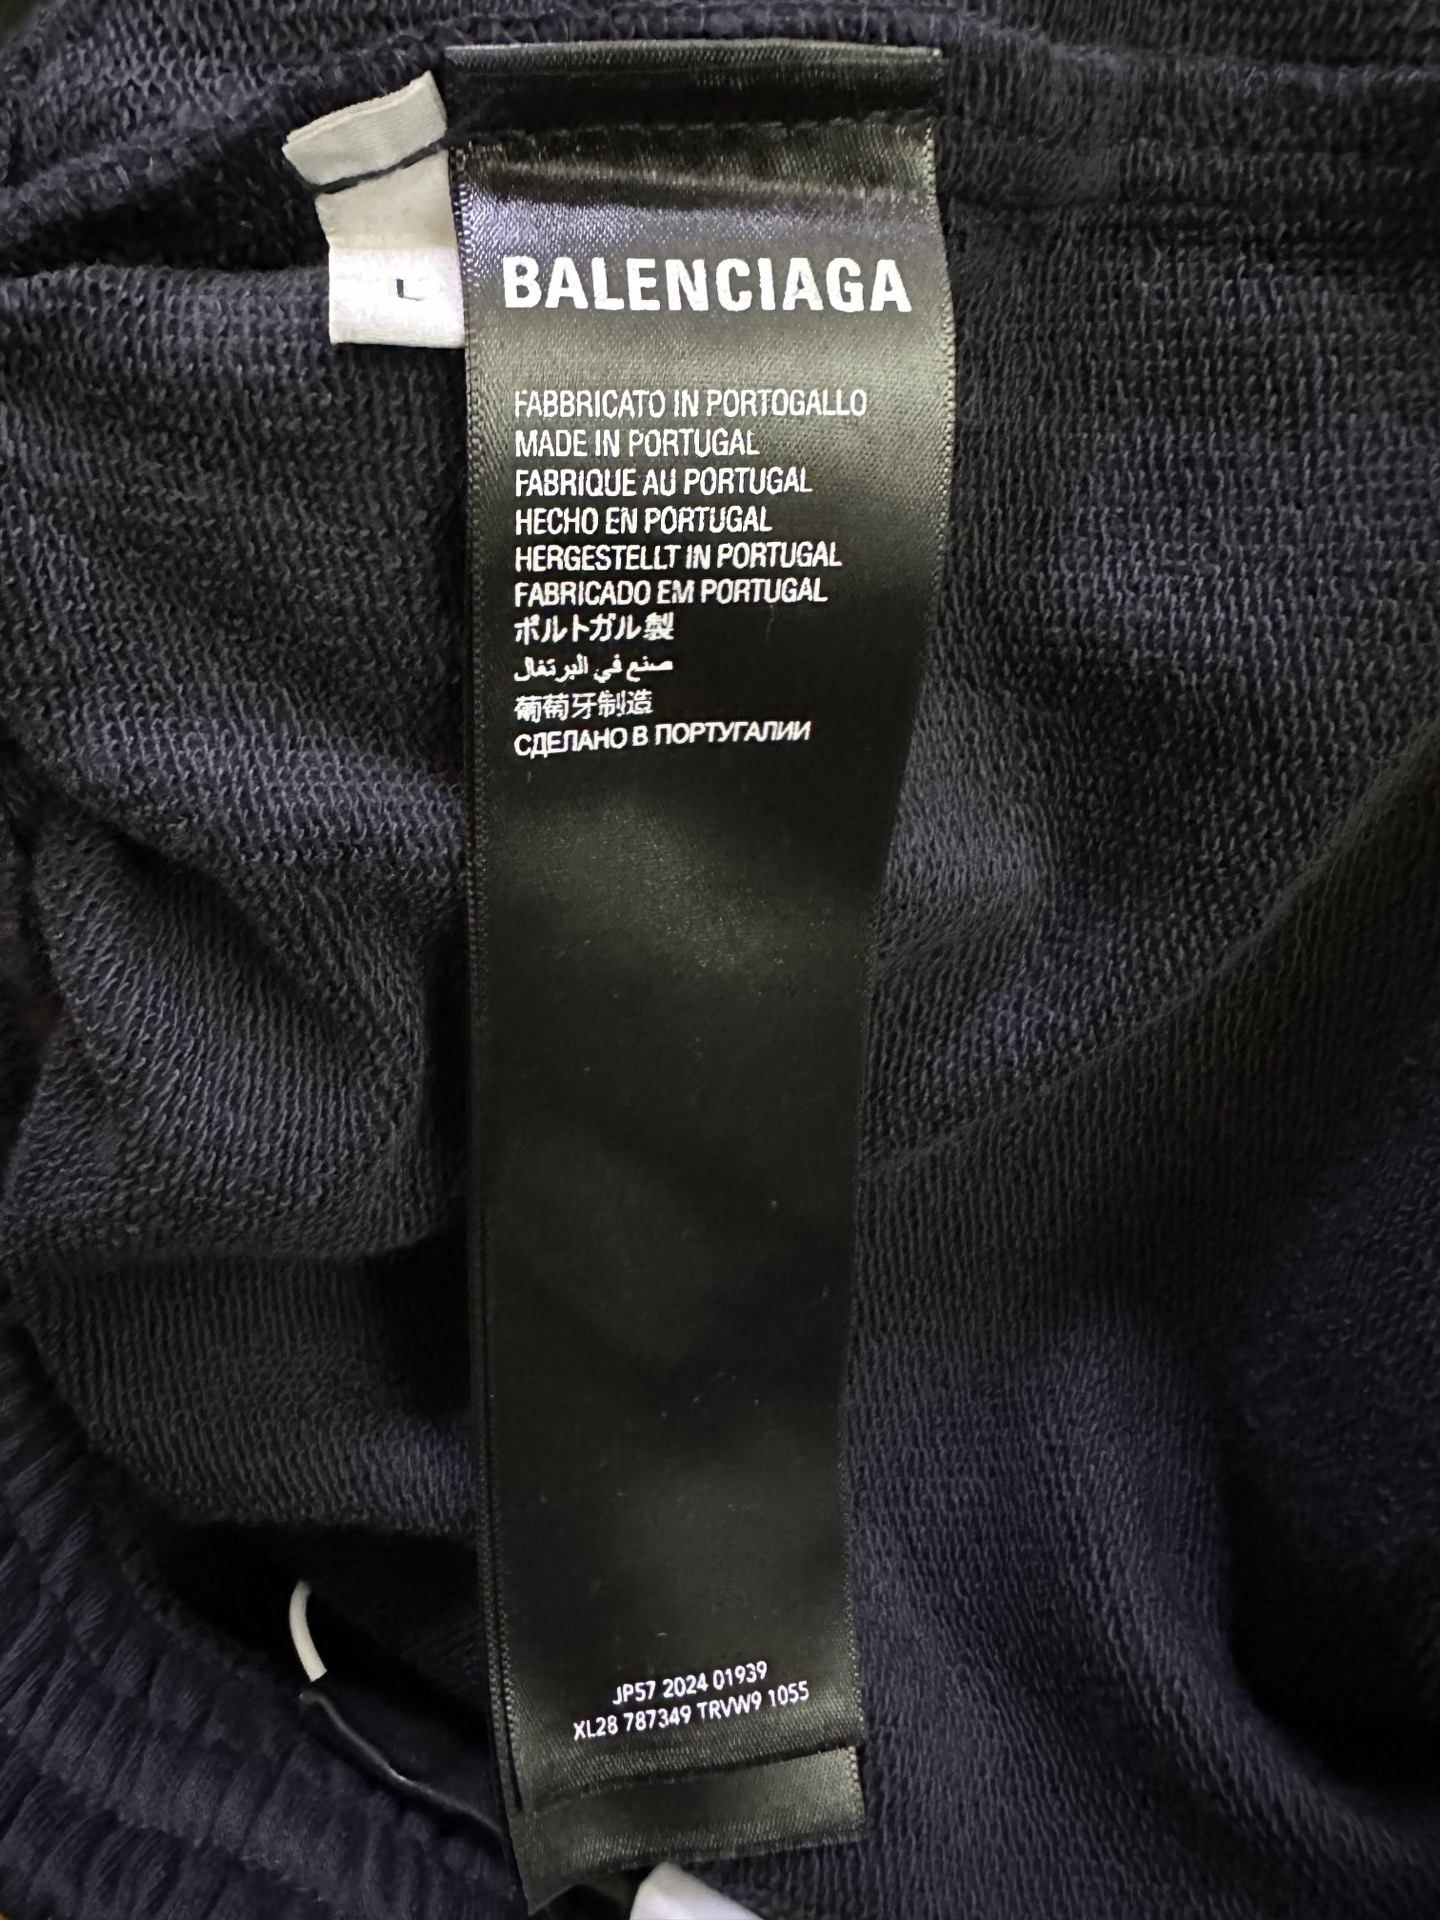 L
BALENCIAGA
FABBRICATO IN PORTOGALLO
MADE IN PORTUGAL
FABRIQUE AU PORTUGAL
HECHO EN PORTUGAL
HERGESTELLT IN PORTUGAL
FABRICADO EM PORTUGAL
ポルトガル製
صنع في البرتغال
葡萄牙制造
СДЕЛАНО В ПОРТУГАЛИИ
JP57 2024 01939
XL28 787349 TRVW9 1055